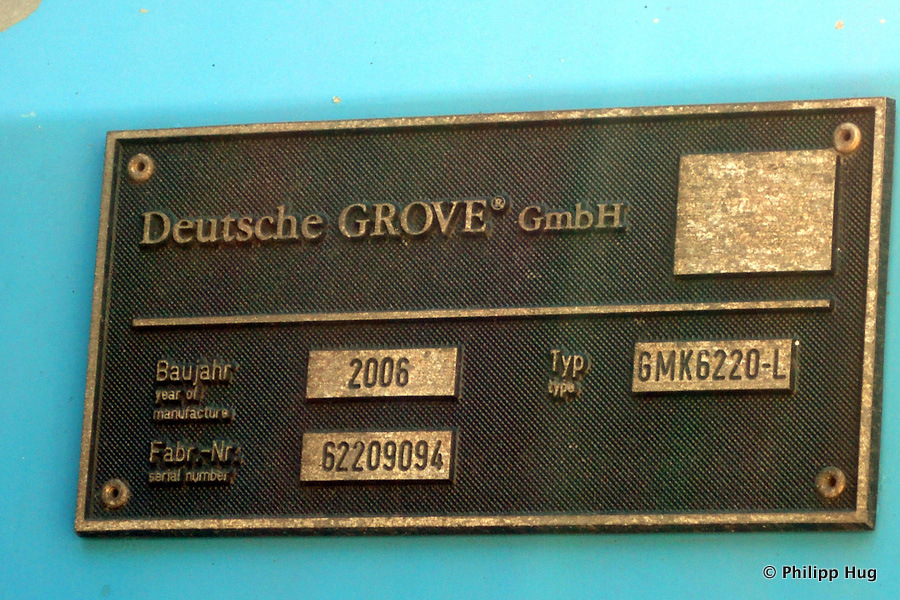 Deutsche GROVE® GmbH
Baujahr: 2006 Typ: GMK6220-L
year of type:
manufacture:
Fabr.-Nr.: 62209094
serial number:
© Philipp Hug